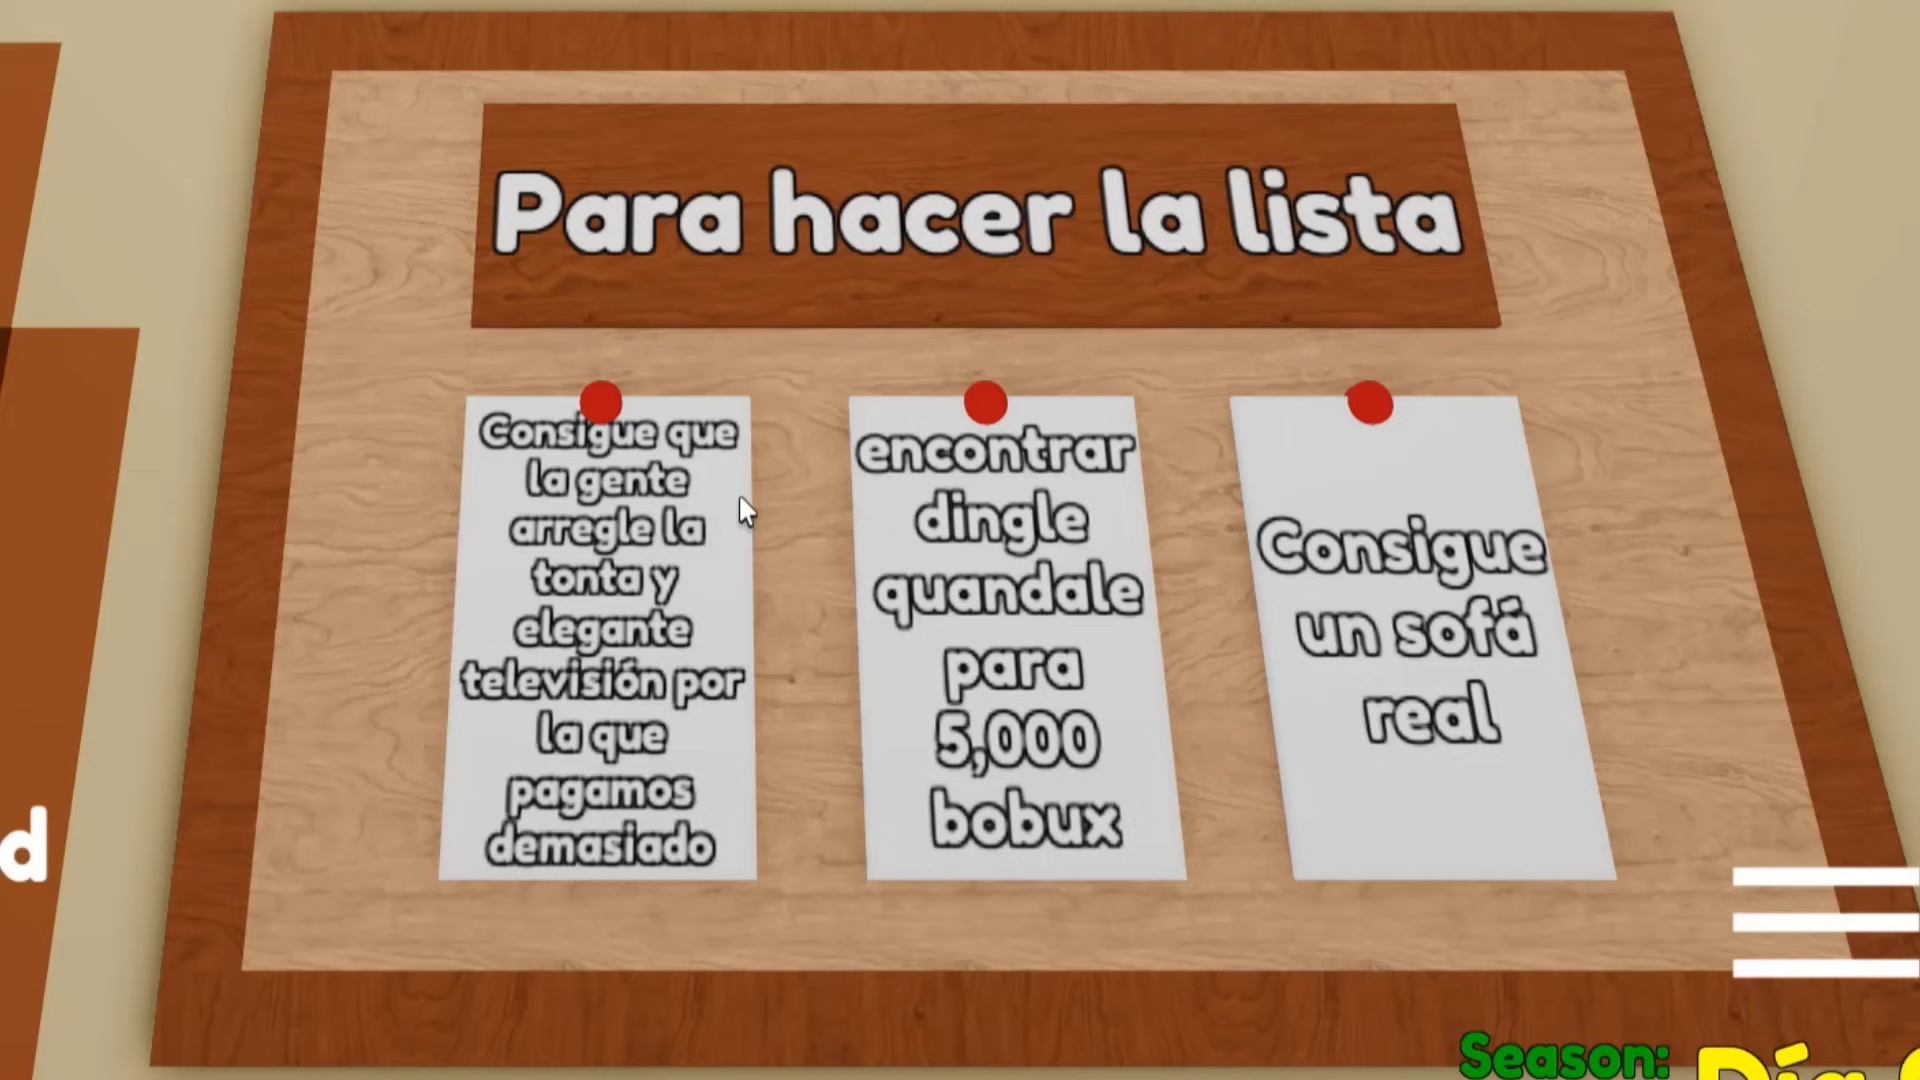 Para hacer la lista
Consigue que
la gente
arregle la
tonta y
elegante
televisión por
la que
pagamos
demasiado
encontrar
dingle
quandale
para
5,000
bobux
Consigue
un sofá
real
d
Season: Día